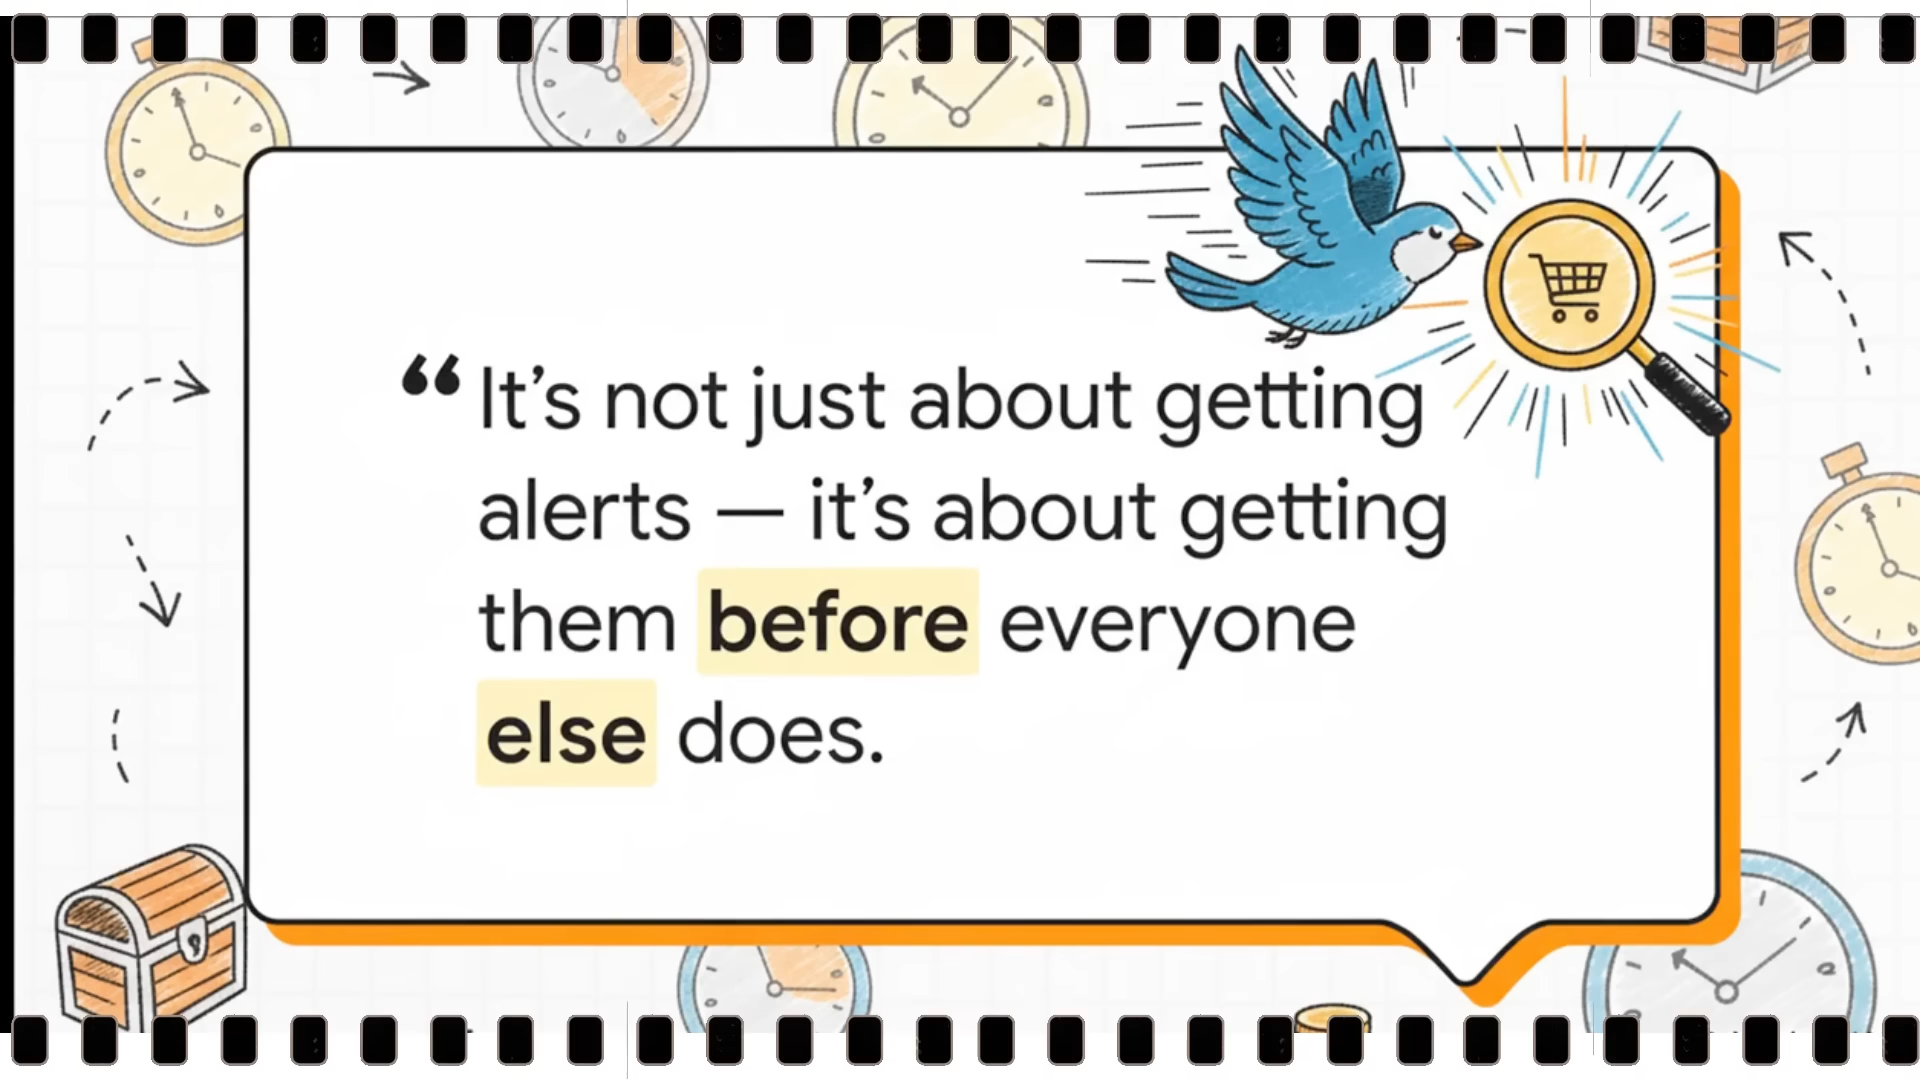 “It’s not just about getting
alerts — it’s about getting
them before everyone
else does.